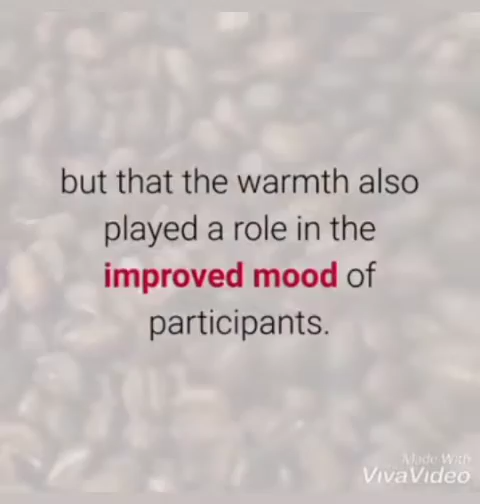 but that the warmth also
played a role in the
improved mood of
participants.
Made With
VivaVideo